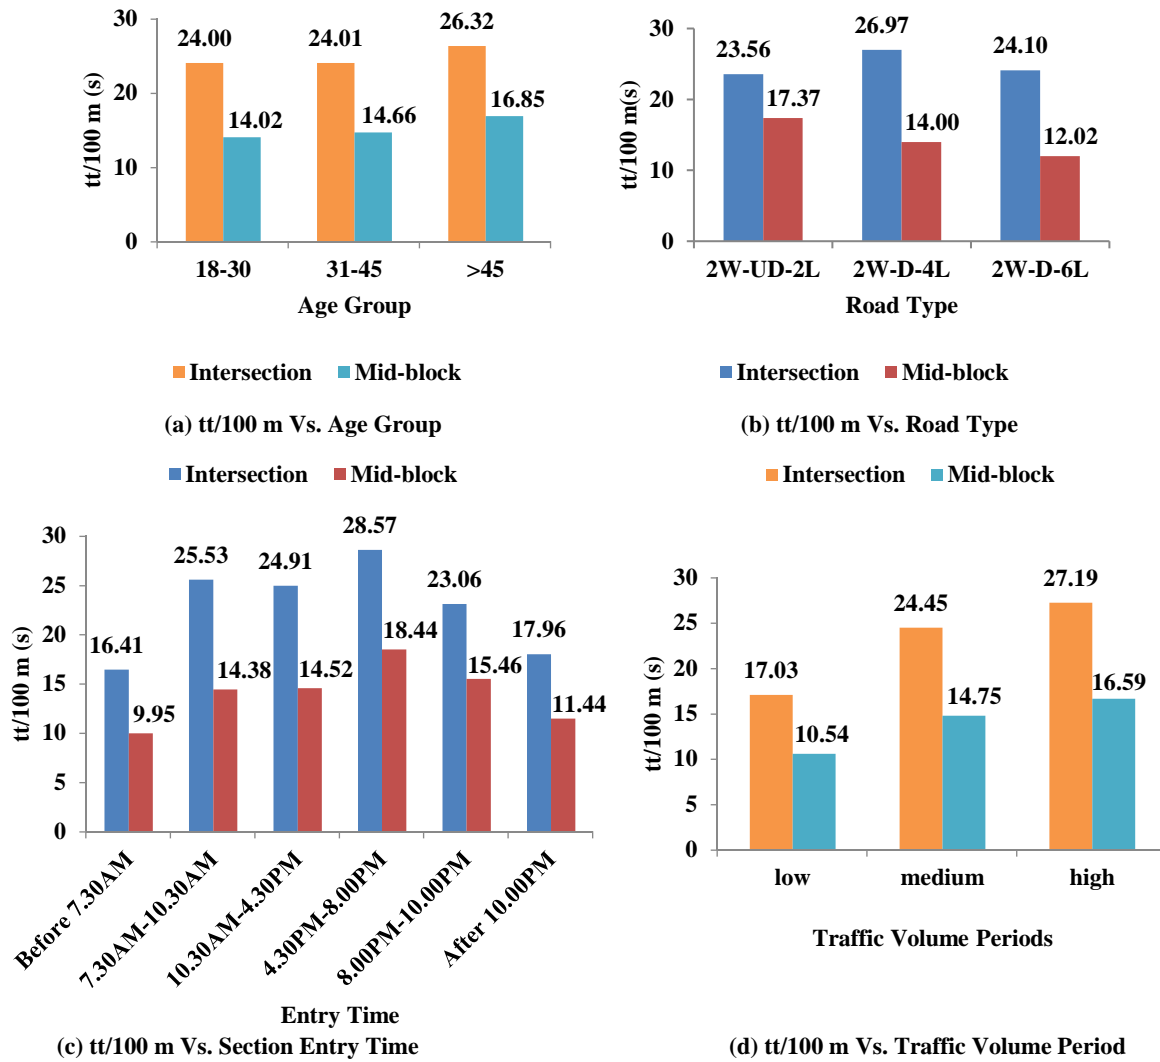 30
20
10
0
tt/100 m (s)
24.00
24.01
26.32
14.02
14.66
16.85
18-30
31-45
>45
Age Group
Intersection
Mid-block
(a) tt/100 m Vs. Age Group
30
20
10
0
tt/100 m(s)
23.56
26.97
24.10
17.37
14.00
12.02
2W-UD-2L
2W-D-4L
2W-D-6L
Road Type
Intersection
Mid-block
(b) tt/100 m Vs. Road Type
Intersection
Mid-block
30
25
20
15
10
5
0
tt/100 m (s)
16.41
25.53
24.91
28.57
23.06
17.96
9.95
14.38
14.52
18.44
15.46
11.44
Before 7.30AM
7.30AM-10.30AM
10.30AM-4.30PM
4.30PM-8.00PM
8.00PM-10.00PM
After 10.00PM
Entry Time
(c) tt/100 m Vs. Section Entry Time
Intersection
Mid-block
30
25
20
15
10
5
0
tt/100 m (s)
17.03
24.45
27.19
10.54
14.75
16.59
low
medium
high
Traffic Volume Periods
(d) tt/100 m Vs. Traffic Volume Period